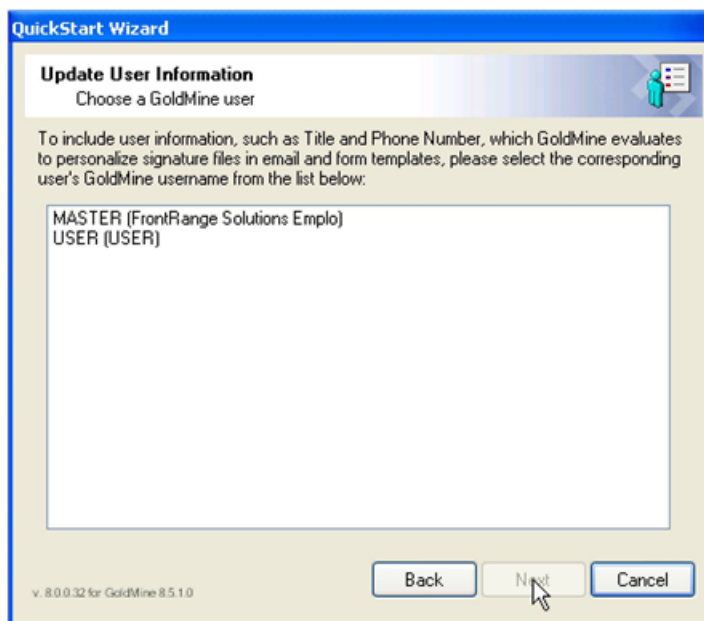 QuickStart Wizard
Update User Information
Choose a GoldMine user
To include user information, such as Title and Phone Number, which GoldMine evaluates
to personalize signature files in email and form templates, please select the corresponding
user's GoldMine username from the list below:
MASTER (FrontRange Solutions Emplo)
USER (USER)
Back Next Cancel
v. 8.0.0.32 for GoldMine 8.5.1.0